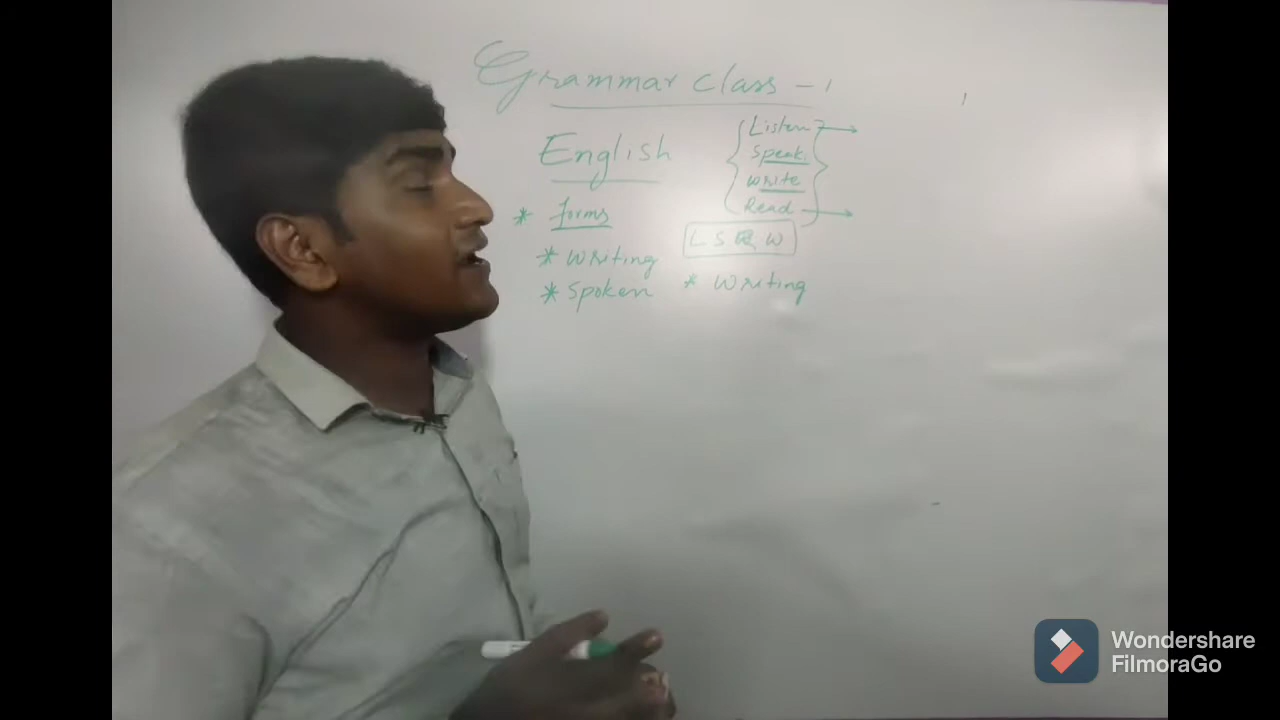 Grammar class - 1
English
* forms
* Writing
* Spoken
Listen
Speak
Write
Read
L S R W
* Writing
Wondershare
FilmoraGo